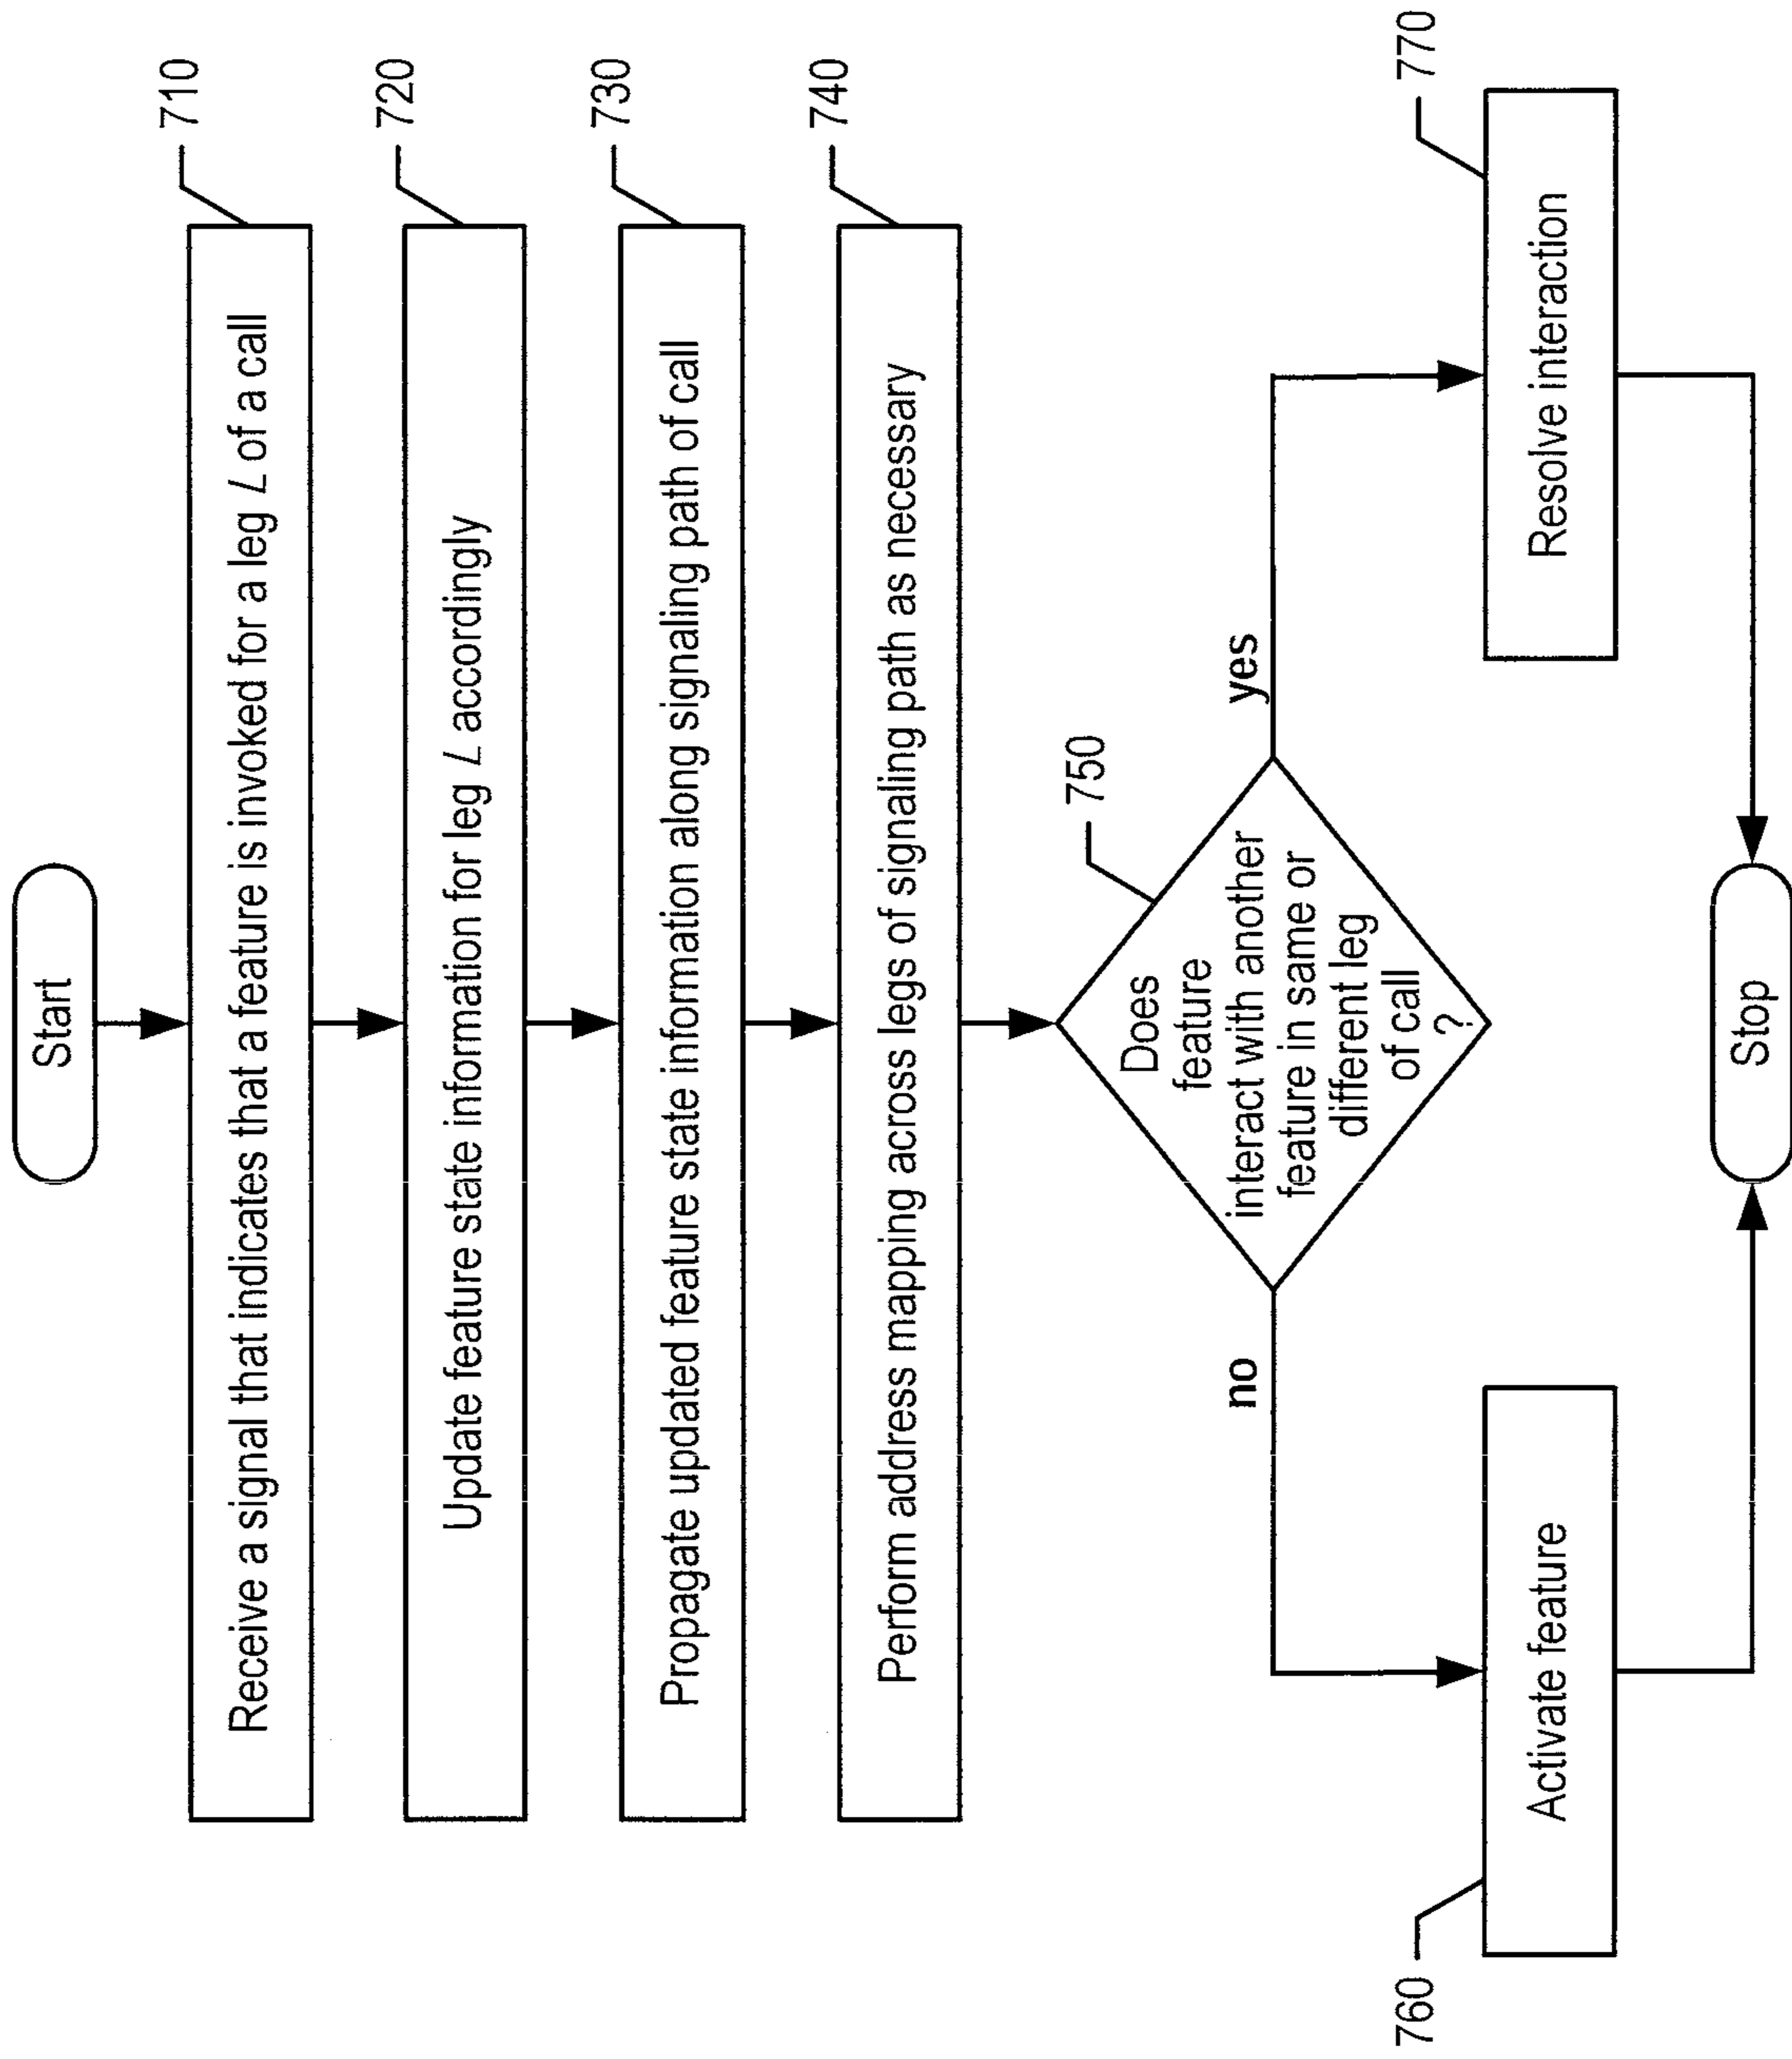 Start
710
Receive a signal that indicates that a feature is invoked for a leg L of a call
720
Update feature state information for leg L accordingly
730
Propagate updated feature state information along signaling path of call
740
Perform address mapping across legs of signaling path as necessary
750
Does
feature
interact with another
feature in same or
different leg
of call
?
no
yes
760
Activate feature
770
Resolve interaction
Stop